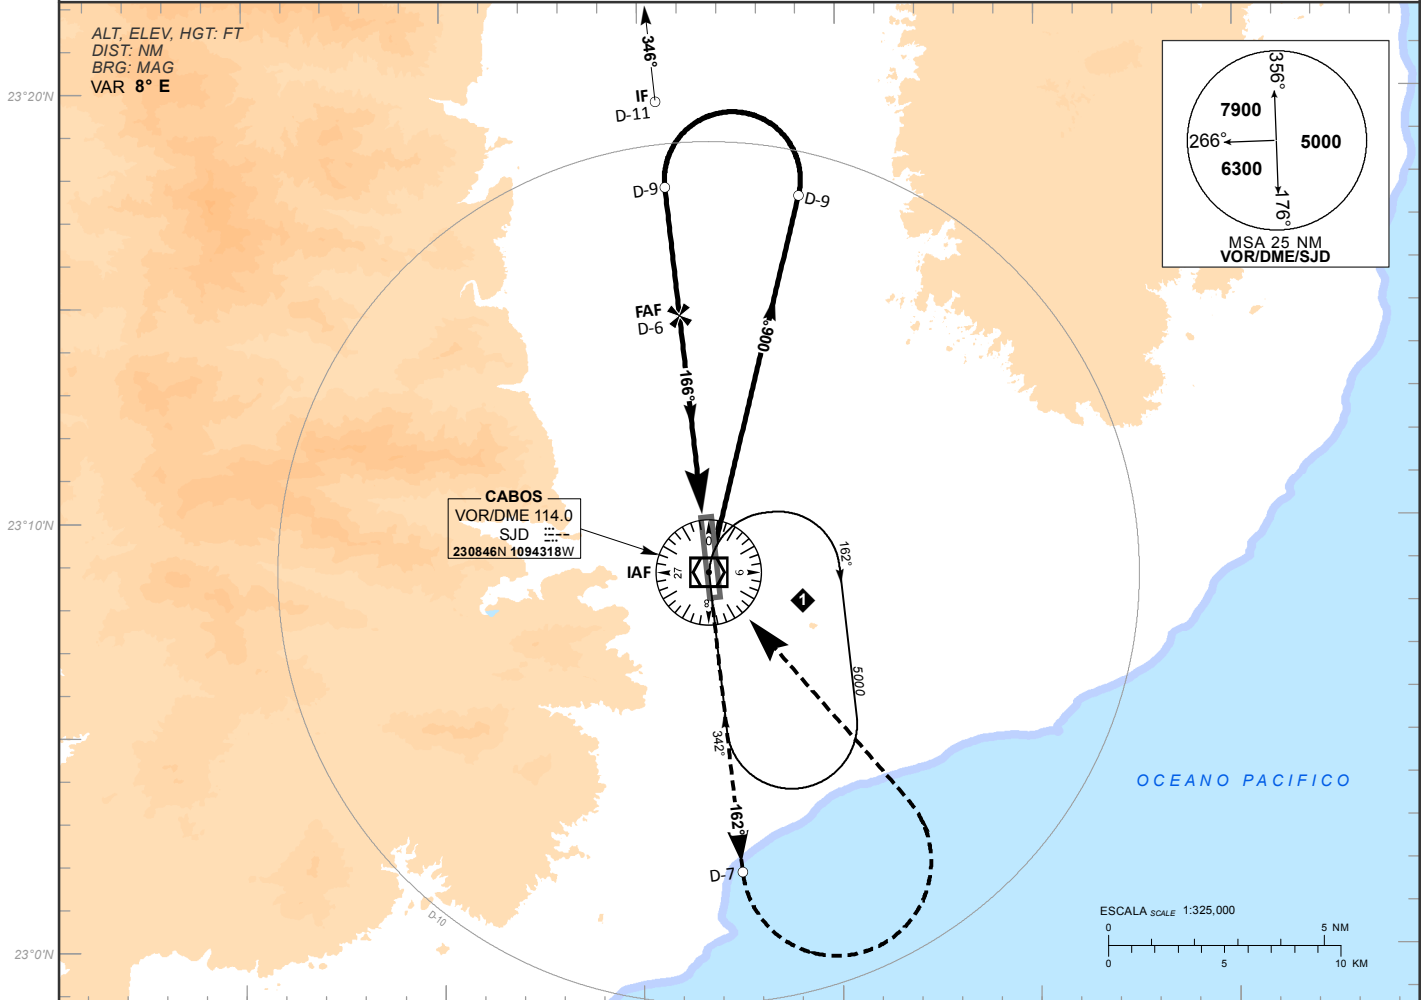 ALT, ELEV, HGT: FT
DIST: NM
BRG: MAG
VAR 8° E
23°20'N
346°
IF
D-11
D-9
D-9
FAF
D-6
006°
166°
356°
7900
266°
5000
6300
176°
MSA 25 NM
VOR/DME/SJD
23°10'N
CABOS
VOR/DME 114.0
SJD
230846N 1094318W
IAF
0
9
8
27
162°
1
5000
342°
162°
D-7
D-10
OCEANO PACIFICO
ESCALA SCALE 1:325,000
0 5 NM
0 5 10 KM
23°0'N